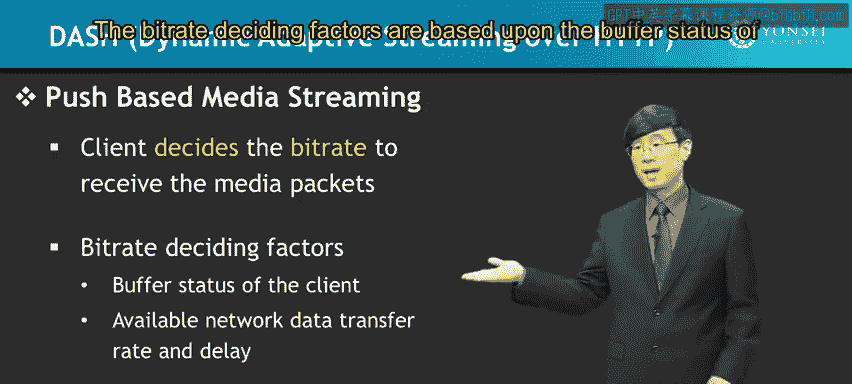 The bitrate deciding factors are based upon the buffer status of
DASH (Dynamic Adaptive Streaming over HTTP)
YONSEI
UNIVERSITY
❖ Push Based Media Streaming
▪ Client decides the bitrate to
receive the media packets
▪ Bitrate deciding factors
• Buffer status of the client
• Available network data transfer
rate and delay